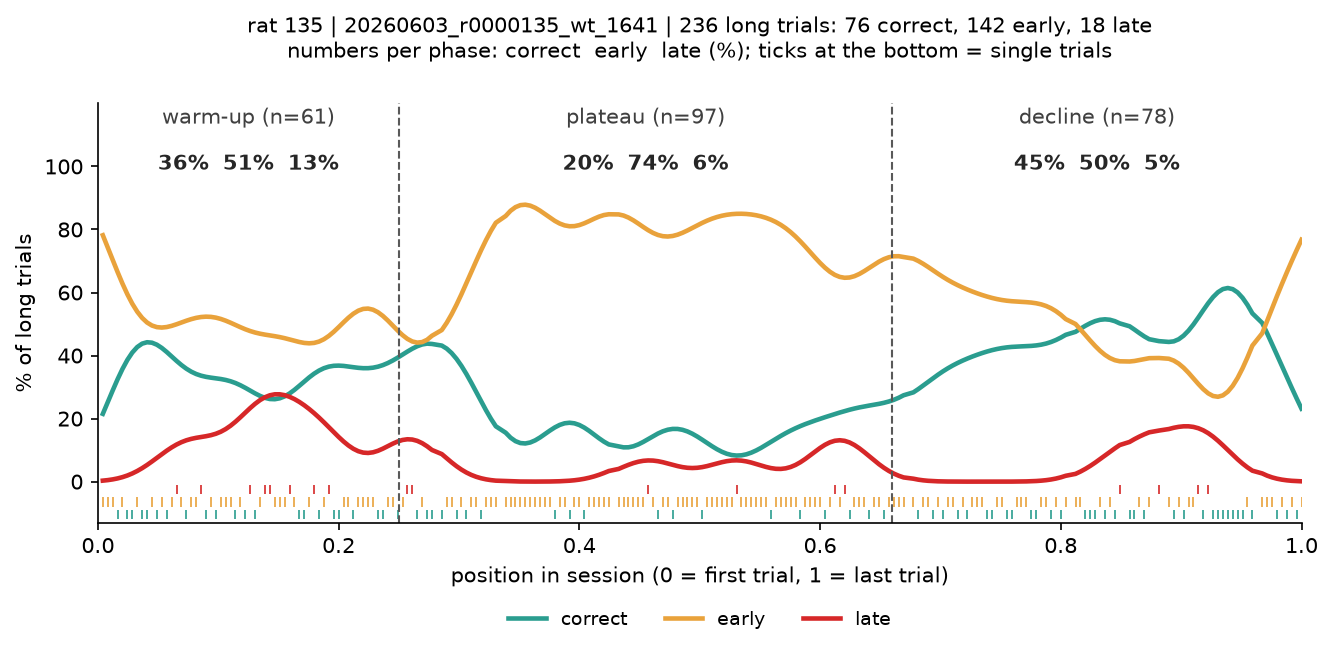 rat 135 | 20260603_r0000135_wt_1641 | 236 long trials: 76 correct, 142 early, 18 late
numbers per phase: correct  early  late (%); ticks at the bottom = single trials
warm-up (n=61)
plateau (n=97)
decline (n=78)
36%  51%  13%
20%  74%  6%
45%  50%  5%
100
80
60
40
20
0
% of long trials
0.0
0.2
0.4
0.6
0.8
1.0
position in session (0 = first trial, 1 = last trial)
correct
early
late